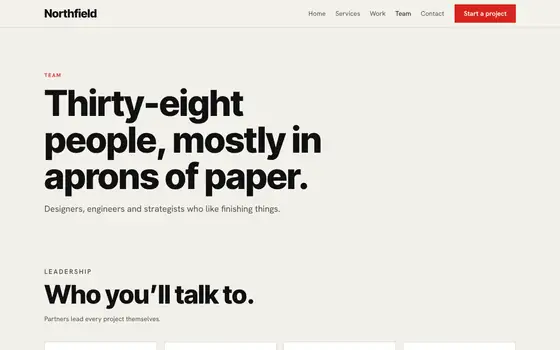 Northfield
Home Services Work Team Contact Start a project
TEAM
Thirty-eight
people, mostly in
aprons of paper.
Designers, engineers and strategists who like finishing things.
LEADERSHIP
Who you’ll talk to.
Partners lead every project themselves.